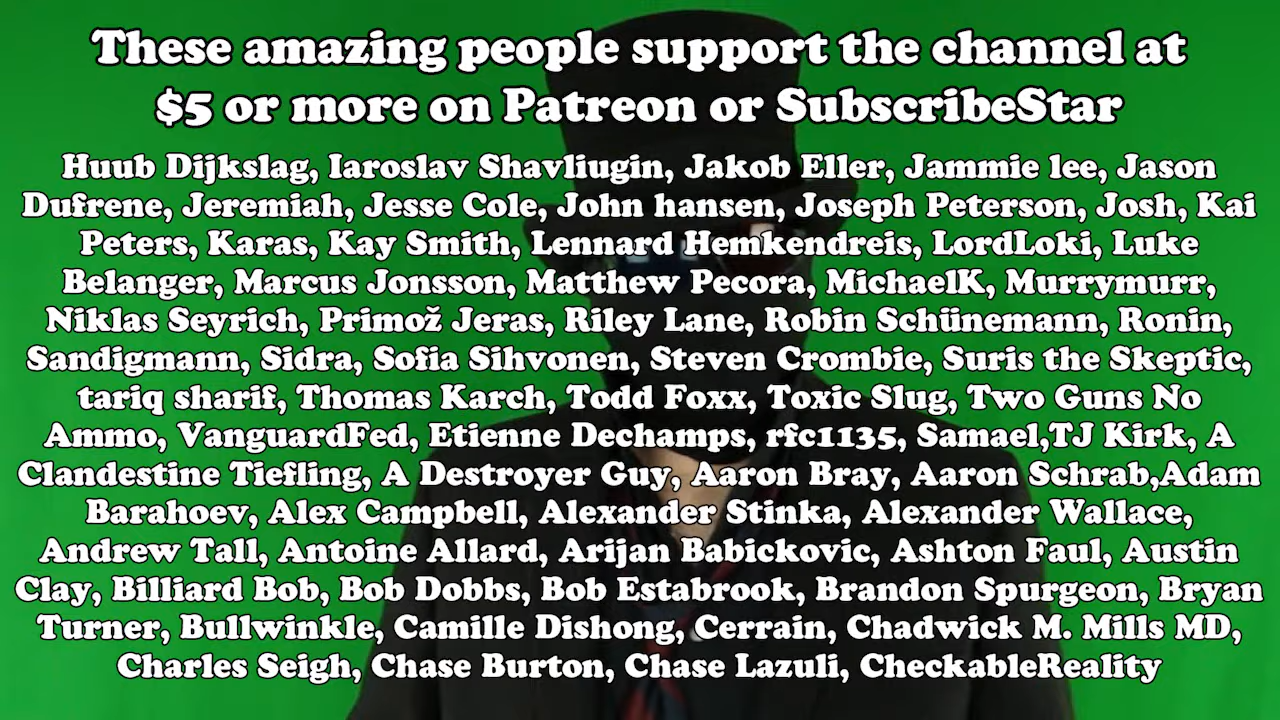 These amazing people support the channel at
$5 or more on Patreon or SubscribeStar
Huub Dijkslag, Iaroslav Shavliugin, Jakob Eller, Jammie lee, Jason
Dufrene, Jeremiah, Jesse Cole, John hansen, Joseph Peterson, Josh, Kai
Peters, Karas, Kay Smith, Lennard Hemkendreis, LordLoki, Luke
Belanger, Marcus Jonsson, Matthew Pecora, MichaelK, Murrymurr,
Niklas Seyrich, Primož Jeras, Riley Lane, Robin Schünemann, Ronin,
Sandigmann, Sidra, Sofia Sihvonen, Steven Crombie, Suris the Skeptic,
tariq sharif, Thomas Karch, Todd Foxx, Toxic Slug, Two Guns No
Ammo, VanguardFed, Etienne Dechamps, rfc1135, Samael,TJ Kirk, A
Clandestine Tiefling, A Destroyer Guy, Aaron Bray, Aaron Schrab,Adam
Barahoev, Alex Campbell, Alexander Stinka, Alexander Wallace,
Andrew Tall, Antoine Allard, Arijan Babickovic, Ashton Faul, Austin
Clay, Billiard Bob, Bob Dobbs, Bob Estabrook, Brandon Spurgeon, Bryan
Turner, Bullwinkle, Camille Dishong, Cerrain, Chadwick M. Mills MD,
Charles Seigh, Chase Burton, Chase Lazuli, CheckableReality